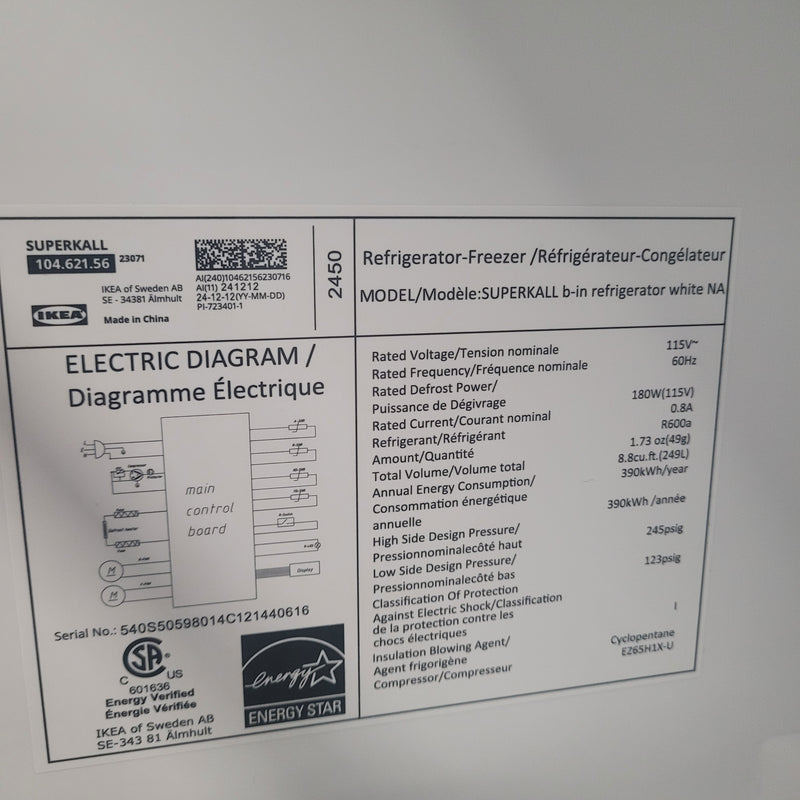 SUPERKALL
104.621.56 23071
IKEA of Sweden AB
SE - 34381 Älmhult
IKEA
Made in China
AI(240)10462156230716
AI(11) 241212
24-12-12(YY-MM-DD)
PI-723401-1
2450
Refrigerator-Freezer /Réfrigérateur-Congélateur
MODEL/Modèle:SUPERKALL b-in refrigerator white NA
ELECTRIC DIAGRAM /
Diagramme Électrique
main
control
board
M
M
Display
Serial No.: 540S50598014C121440616
CSA
C US
601636
Energy Verified
Énergie Vérifiée
IKEA of Sweden AB
SE-343 81 Älmhult
energy
ENERGY STAR
Rated Voltage/Tension nominale 115V~
Rated Frequency/Fréquence nominale 60Hz
Rated Defrost Power/
Puissance de Dégivrage 180W(115V)
Rated Current/Courant nominal 0.8A
Refrigerant/Réfrigérant R600a
Amount/Quantité 1.73 oz(49g)
Total Volume/Volume total 8.8cu.ft.(249L)
Annual Energy Consumption/ 390kWh/year
Consommation énergétique
annuelle 390kWh /année
High Side Design Pressure/
Pressionnominalecôté haut 245psig
Low Side Design Pressure/
Pressionnominalecôté bas 123psig
Classification Of Protection
Against Electric Shock/Classification
de la protection contre les
chocs électriques I
Insulation Blowing Agent/
Agent frigorigène Cyclopentane
Compressor/Compresseur EZ65H1X-U